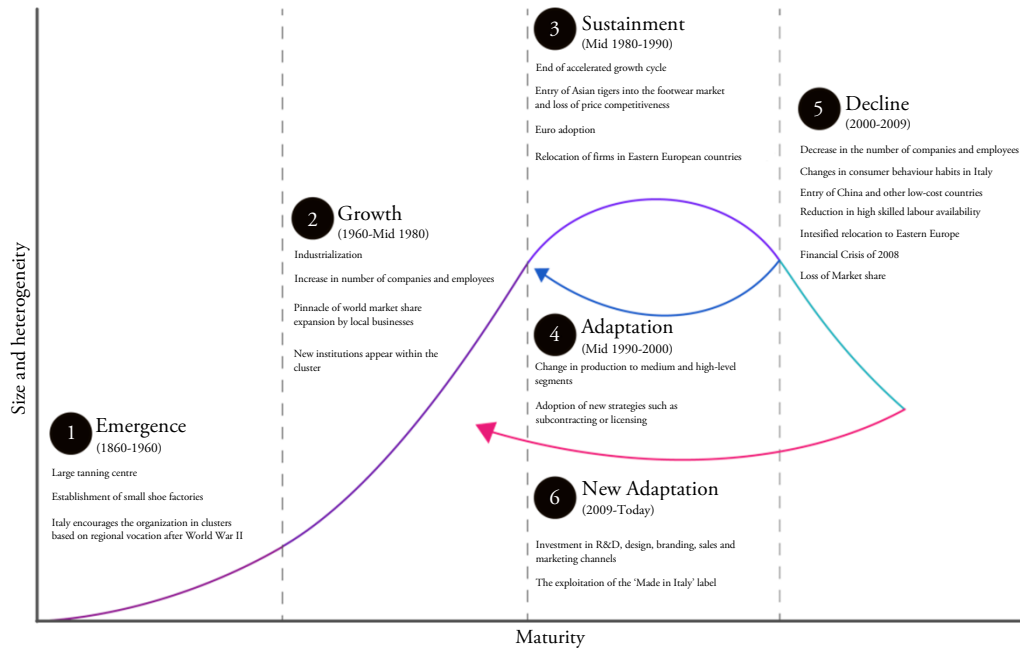 Size and heterogeneity
1 Emergence
(1860-1960)
Large tanning centre
Establishment of small shoe factories
Italy encourages the organization in clusters
based on regional vocation after World War II
2 Growth
(1960-Mid 1980)
Industrialization
Increase in number of companies and employees
Pinnacle of world market share
expansion by local businesses
New institutions appear within the
cluster
3 Sustainment
(Mid 1980-1990)
End of accelerated growth cycle
Entry of Asian tigers into the footwear market
and loss of price competitiveness
Euro adoption
Relocation of firms in Eastern European countries
4 Adaptation
(Mid 1990-2000)
Change in production to medium and high-level
segments
Adoption of new strategies such as
subcontracting or licensing
5 Decline
(2000-2009)
Decrease in the number of companies and employees
Changes in consumer behaviour habits in Italy
Entry of China and other low-cost countries
Reduction in high skilled labour availability
Intesified relocation to Eastern Europe
Financial Crisis of 2008
Loss of Market share
6 New Adaptation
(2009-Today)
Investment in R&D, design, branding, sales and
marketing channels
The exploitation of the ‘Made in Italy’ label
Maturity